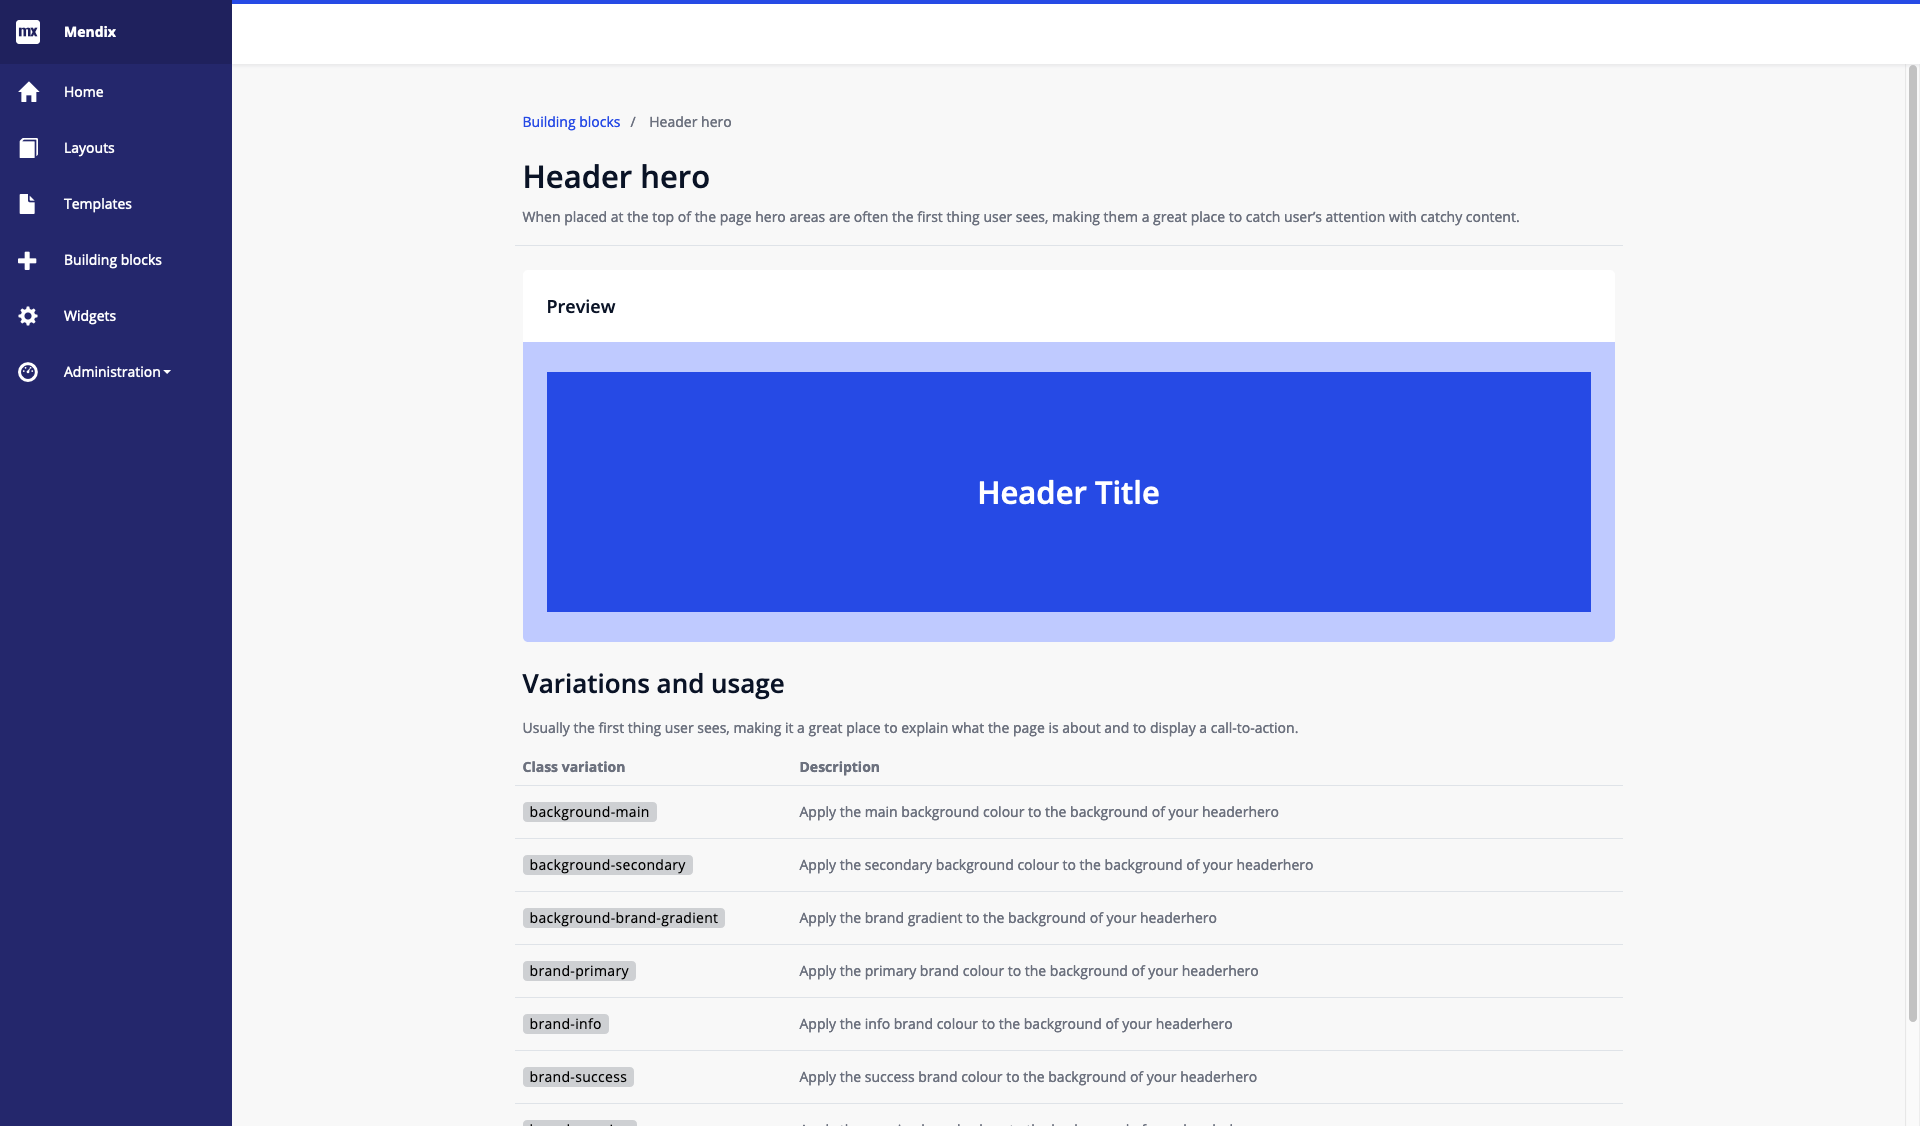 mx Mendix
Home
Layouts
Templates
Building blocks
Widgets
Administration
Building blocks / Header hero
Header hero
When placed at the top of the page hero areas are often the first thing user sees, making them a great place to catch user’s attention with catchy content.
Preview
Header Title
Variations and usage
Usually the first thing user sees, making it a great place to explain what the page is about and to display a call-to-action.
Class variation Description
background-main Apply the main background colour to the background of your headerhero
background-secondary Apply the secondary background colour to the background of your headerhero
background-brand-gradient Apply the brand gradient to the background of your headerhero
brand-primary Apply the primary brand colour to the background of your headerhero
brand-info Apply the info brand colour to the background of your headerhero
brand-success Apply the success brand colour to the background of your headerhero